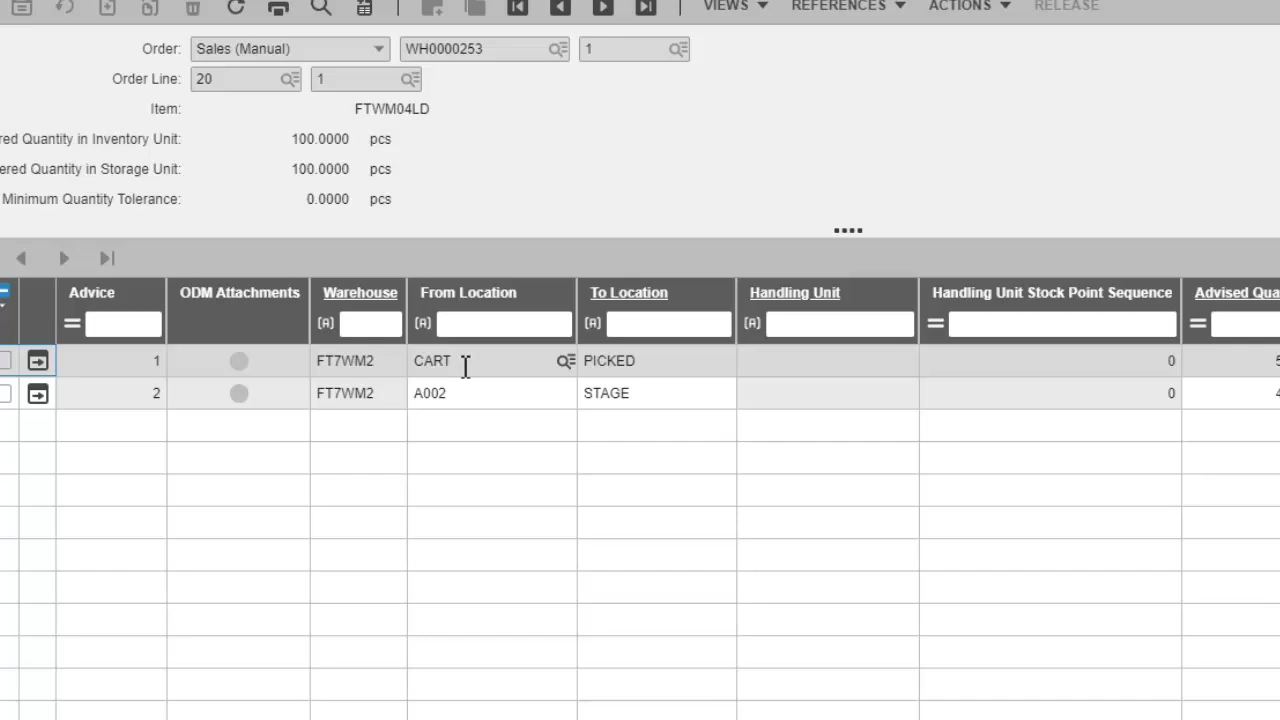 VIEWS REFERENCES ACTIONS RELEASE
Order: Sales (Manual) WH0000253 1
Order Line: 20 1
Item: FTWM04LD
red Quantity in Inventory Unit: 100.0000 pcs
ered Quantity in Storage Unit: 100.0000 pcs
Minimum Quantity Tolerance: 0.0000 pcs
Advice ODM Attachments Warehouse From Location To Location Handling Unit Handling Unit Stock Point Sequence Advised Qua
1 FT7WM2 CART PICKED 0 5
2 FT7WM2 A002 STAGE 0 4